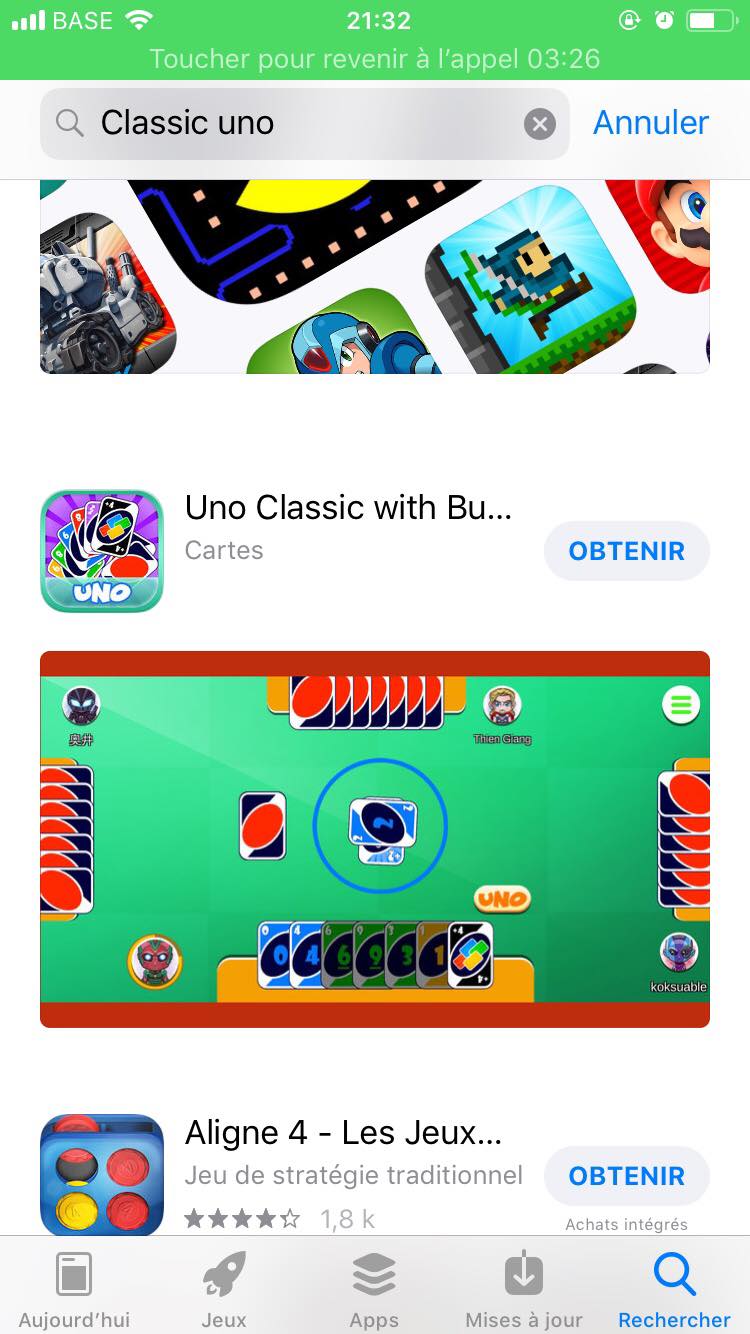 BASE 21:32
Toucher pour revenir à l’appel 03:26
Classic uno
Annuler
Uno Classic with Bu...
Cartes
OBTENIR
UNO
奥井
Thien Giang
2
UNO
0 4 6 9 3 1 +4
koksuable
Aligne 4 - Les Jeux...
Jeu de stratégie traditionnel
1,8 k
OBTENIR
Achats intégrés
Aujourd’hui
Jeux
Apps
Mises à jour
Rechercher